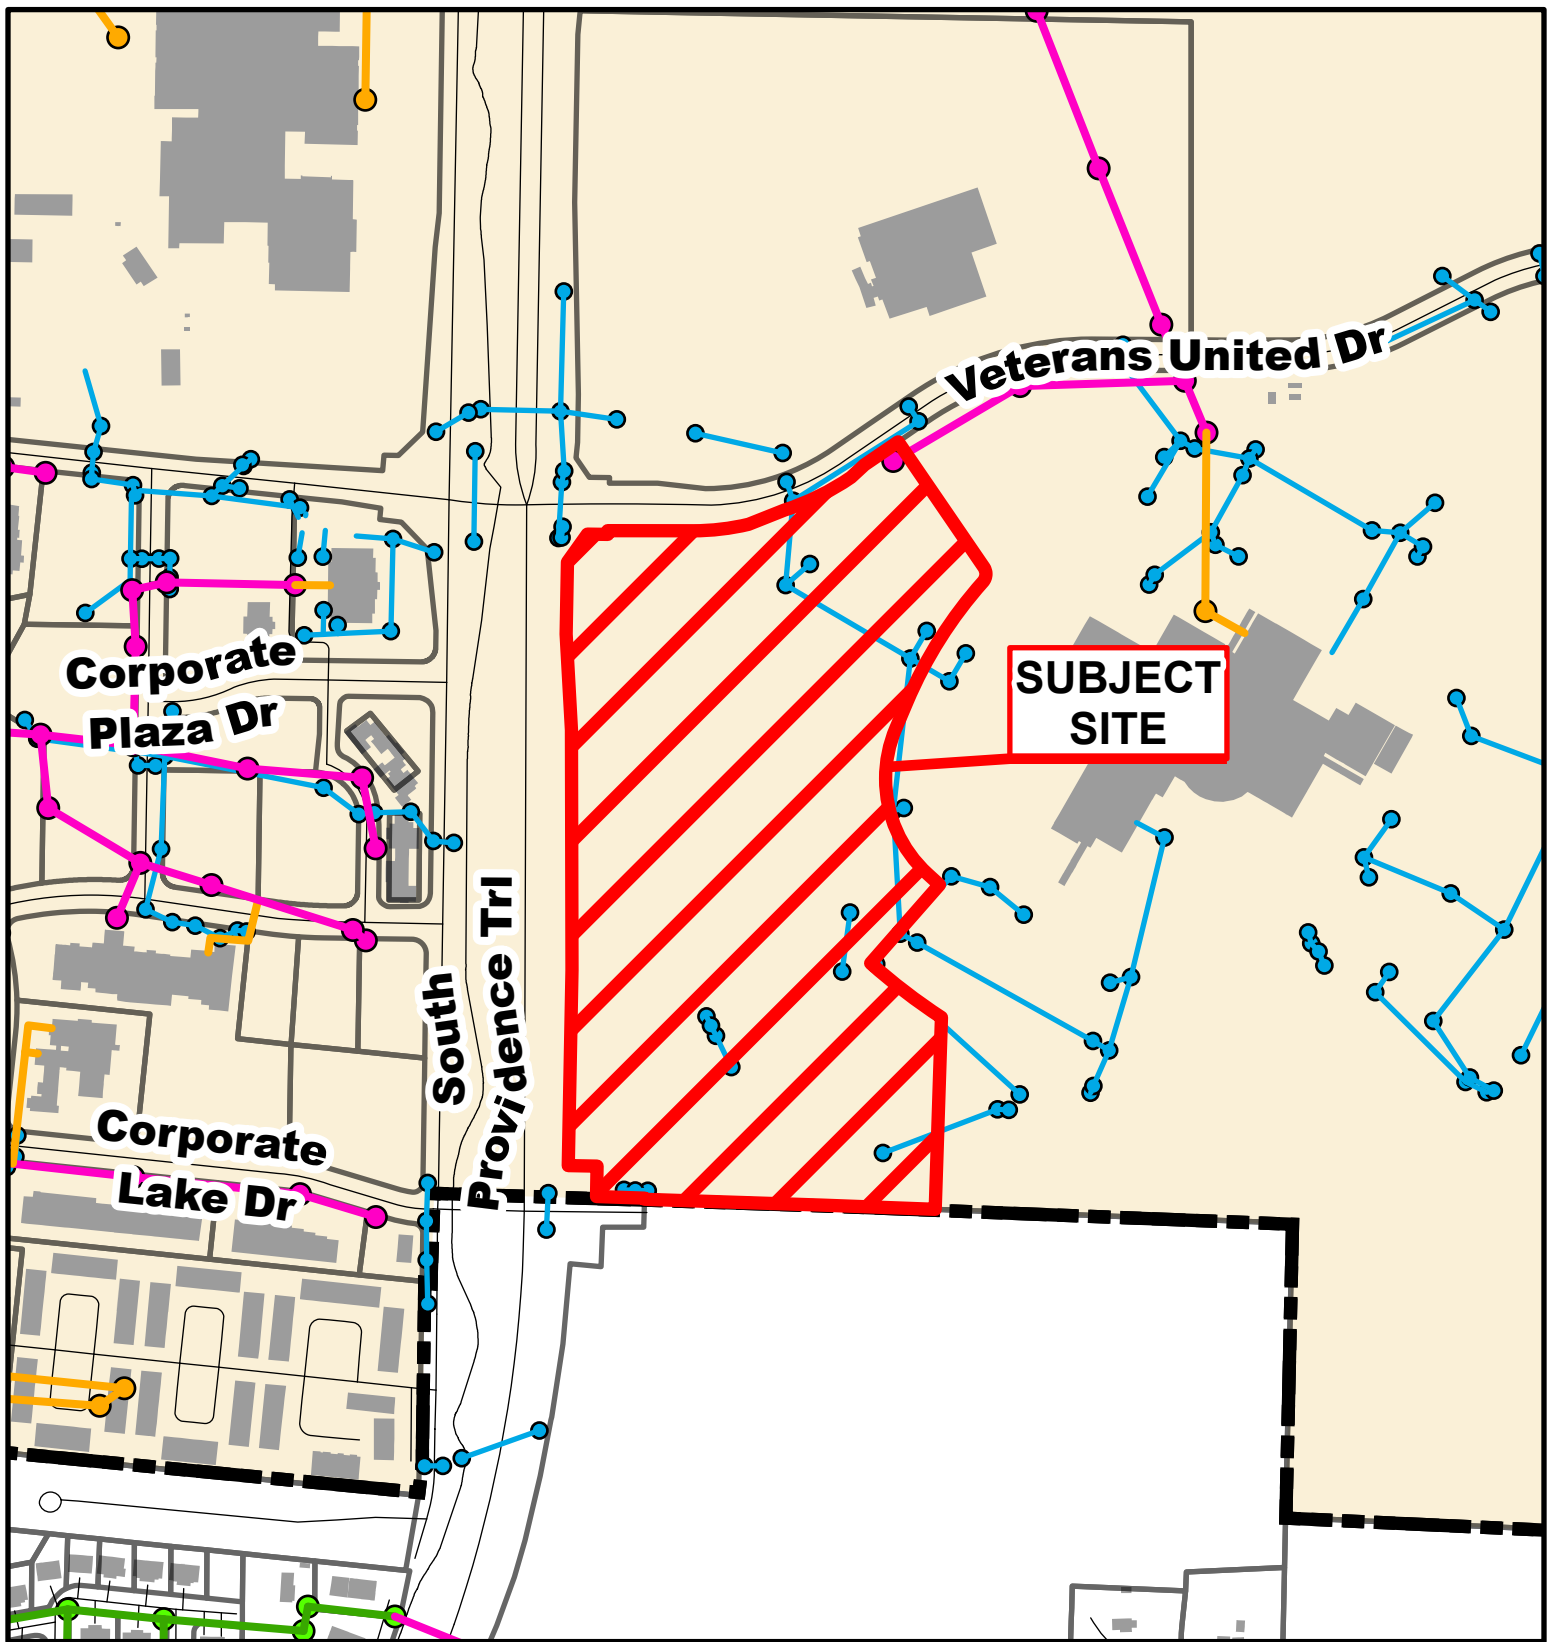 Veterans United Dr
Corporate
Plaza Dr
SUBJECT
SITE
South
Providence Trl
Corporate
Lake Dr